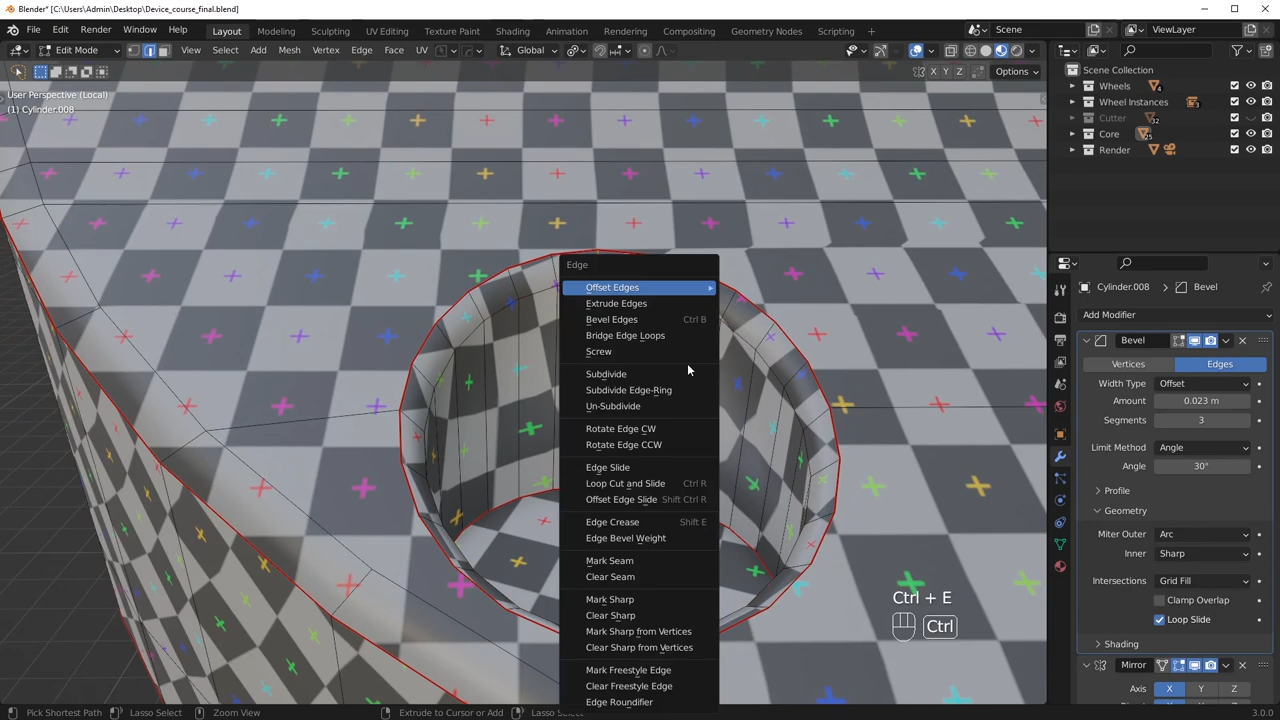 Blender* [C:\Users\Admin\Desktop\Device_course_final.blend]
File Edit Render Window Help Layout Modeling Sculpting UV Editing Texture Paint Shading Animation Rendering Compositing Geometry Nodes Scripting + Scene ViewLayer
Edit Mode View Select Add Mesh Vertex Edge Face UV Global
X Y Z Options
User Perspective (Local)
(1) Cylinder.008
Edge
Offset Edges
Extrude Edges
Bevel Edges Ctrl B
Bridge Edge Loops
Screw
Subdivide
Subdivide Edge-Ring
Un-Subdivide
Rotate Edge CW
Rotate Edge CCW
Edge Slide
Loop Cut and Slide Ctrl R
Offset Edge Slide Shift Ctrl R
Edge Crease Shift E
Edge Bevel Weight
Mark Seam
Clear Seam
Mark Sharp
Clear Sharp
Mark Sharp from Vertices
Clear Sharp from Vertices
Mark Freestyle Edge
Clear Freestyle Edge
Edge Roundifier
Ctrl + E
Ctrl
Scene Collection
Wheels 4
Wheel Instances 3
Cutter 32
Core 25
Render
Cylinder.008 > Bevel
Add Modifier
Bevel
Vertices Edges
Width Type Offset
Amount 0.023 m
Segments 3
Limit Method Angle
Angle 30°
Profile
Geometry
Miter Outer Arc
Inner Sharp
Intersections Grid Fill
Clamp Overlap
Loop Slide
Shading
Mirror
Axis X Y Z
Pick Shortest Path Lasso Select Zoom View Extrude to Cursor or Add Lasso Select 3.0.0